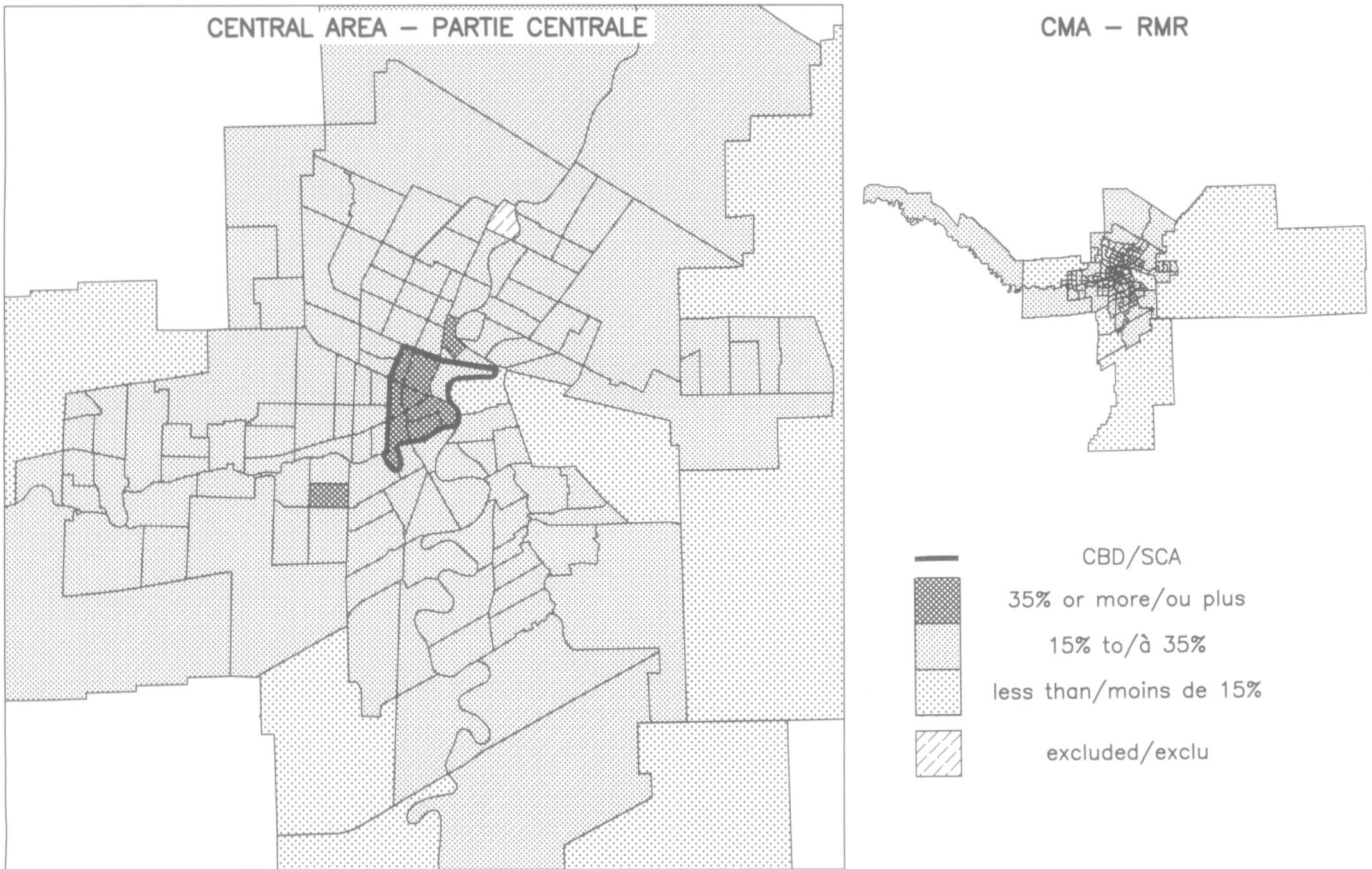 CENTRAL AREA – PARTIE CENTRALE
CMA – RMR
CBD/SCA
35% or more/ou plus
15% to/à 35%
less than/moins de 15%
excluded/exclu